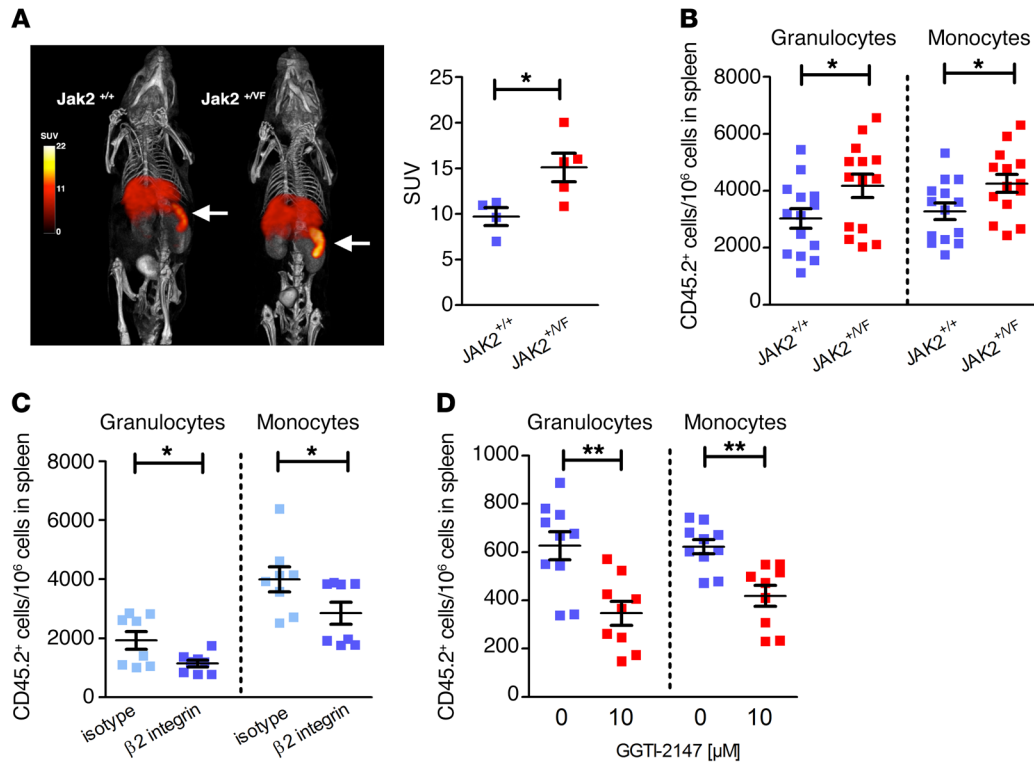 A
Jak2 +/+
Jak2 +/VF
SUV
22
11
0
25
20
15
10
5
0
SUV
*
JAK2+/+
JAK2+/VF
B
Granulocytes
Monocytes
*
*
8000
6000
4000
2000
0
CD45.2+ cells/10⁶ cells in spleen
JAK2+/+
JAK2+/VF
JAK2+/+
JAK2+/VF
C
Granulocytes
Monocytes
*
*
8000
6000
4000
2000
0
CD45.2+ cells/10⁶ cells in spleen
isotype
β2 integrin
isotype
β2 integrin
D
Granulocytes
Monocytes
**
**
1000
800
600
400
200
0
CD45.2+ cells/10⁶ cells in spleen
0
10
0
10
GGTI-2147 [µM]